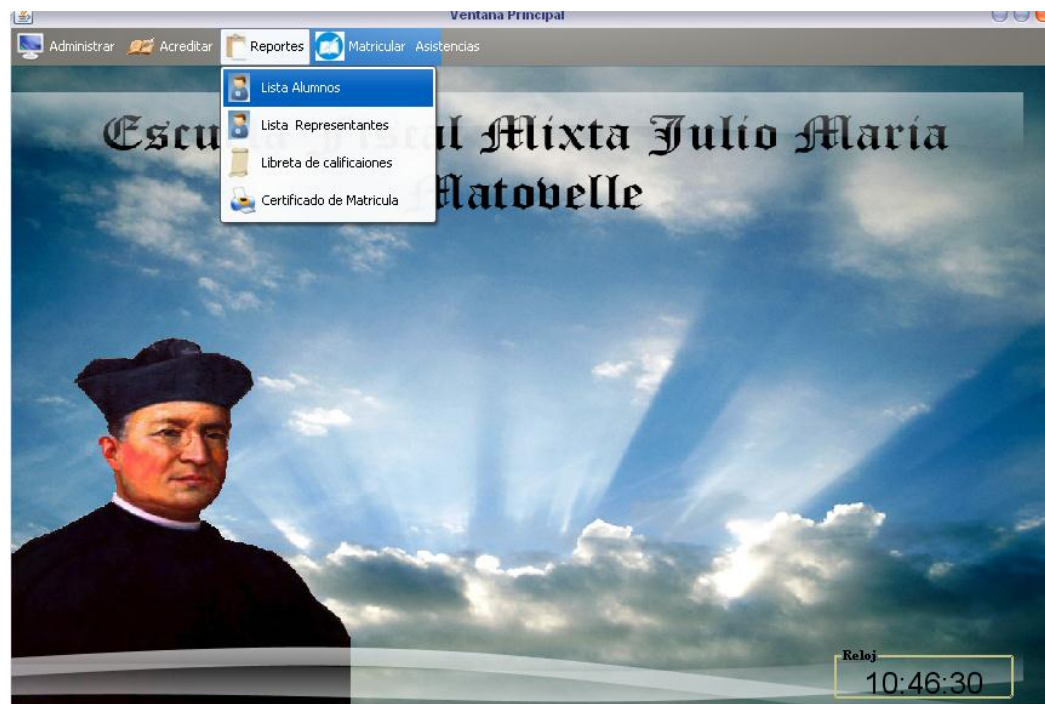 Ventana Principal
Administrar Acreditar Reportes Matricular Asistencias
Lista Alumnos
Lista Representantes
Libreta de calificaiones
Certificado de Matricula
Mixta Julio Maria
Matovelle
Reloj
10:46:30